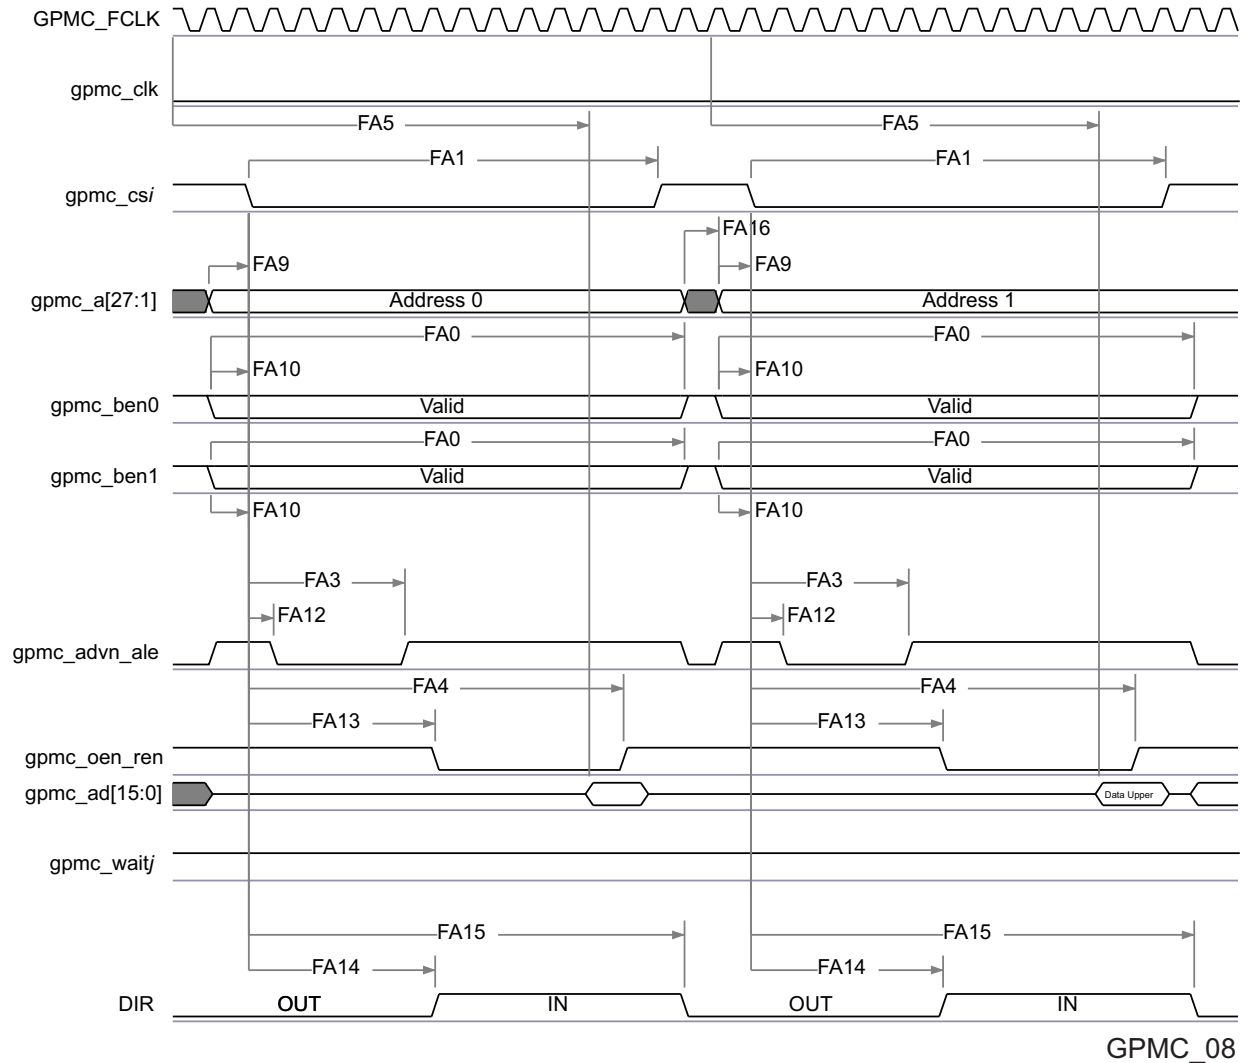 GPMC_FCLK
gpmc_clk
FA5 FA5
FA1 FA1
gpmc_csi
FA16
FA9 FA9
gpmc_a[27:1] Address 0 Address 1
FA0 FA0
FA10 FA10
gpmc_ben0 Valid Valid
FA0 FA0
gpmc_ben1 Valid Valid
FA10 FA10
FA3 FA3
FA12 FA12
gpmc_advn_ale
FA4 FA4
FA13 FA13
gpmc_oen_ren
gpmc_ad[15:0] Data Upper
gpmc_waitj
FA15 FA15
FA14 FA14
DIR OUT IN OUT IN
GPMC_08